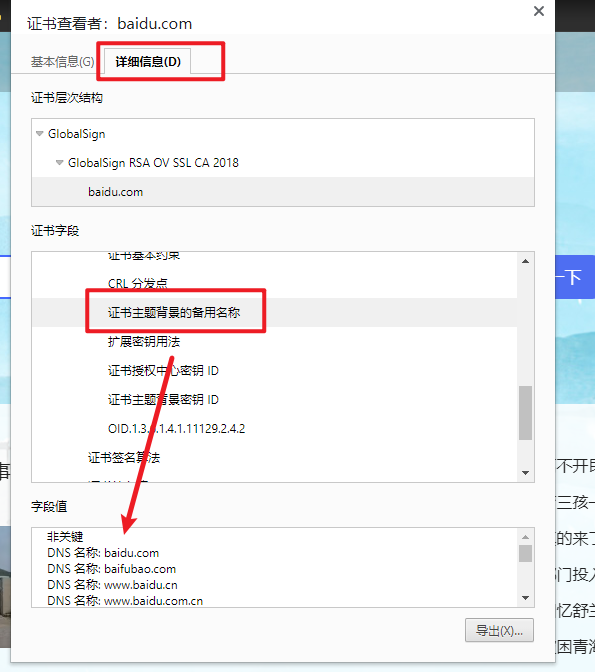 证书查看者：baidu.com
基本信息(G)
详细信息(D)
证书层次结构
GlobalSign
GlobalSign RSA OV SSL CA 2018
baidu.com
证书字段
证书基本约束
CRL 分发点
证书主题背景的备用名称
扩展密钥用法
证书授权中心密钥 ID
证书主题背景密钥 ID
OID.1.3.6.1.4.1.11129.2.4.2
证书签名算法
字段值
非关键
DNS 名称: baidu.com
DNS 名称: baifubao.com
DNS 名称: www.baidu.cn
DNS 名称: www.baidu.com.cn
导出(X)...
一下
不开
三孩
的来了
门投入
忆舒兰
困青海
事